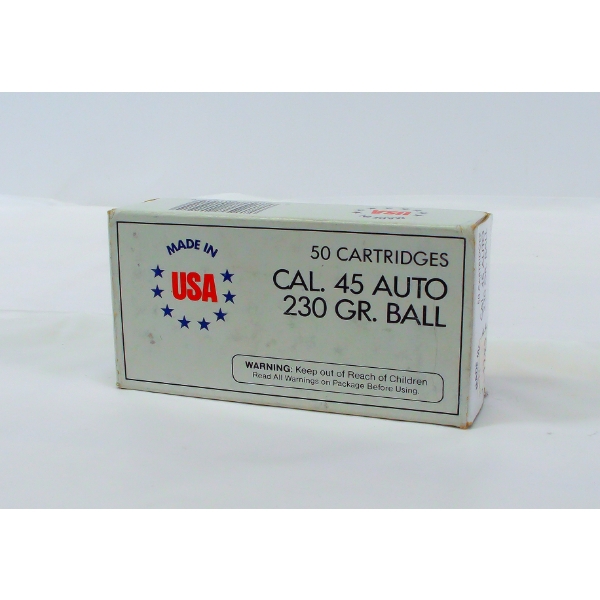 USA
MADE IN
USA
50 CARTRIDGES
CAL. 45 AUTO
230 GR. BALL
WARNING: Keep out of Reach of Children
Read All Warnings on Package Before Using.